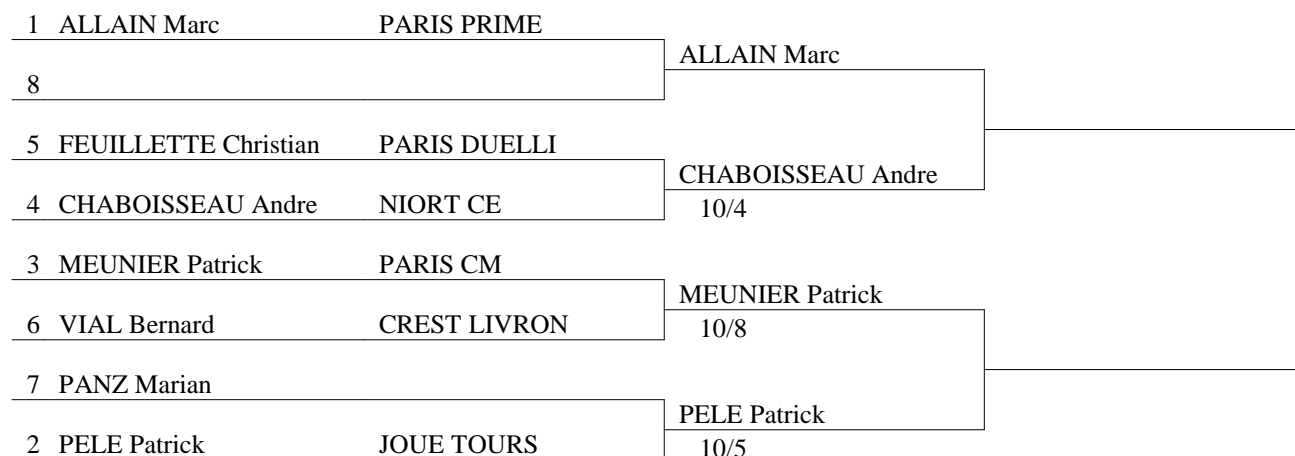 1 ALLAIN Marc PARIS PRIME
ALLAIN Marc
8
5 FEUILLETTE Christian PARIS DUELLI
CHABOISSEAU Andre
4 CHABOISSEAU Andre NIORT CE
10/4
3 MEUNIER Patrick PARIS CM
MEUNIER Patrick
6 VIAL Bernard CREST LIVRON
10/8
7 PANZ Marian
PELE Patrick
2 PELE Patrick JOUE TOURS
10/5